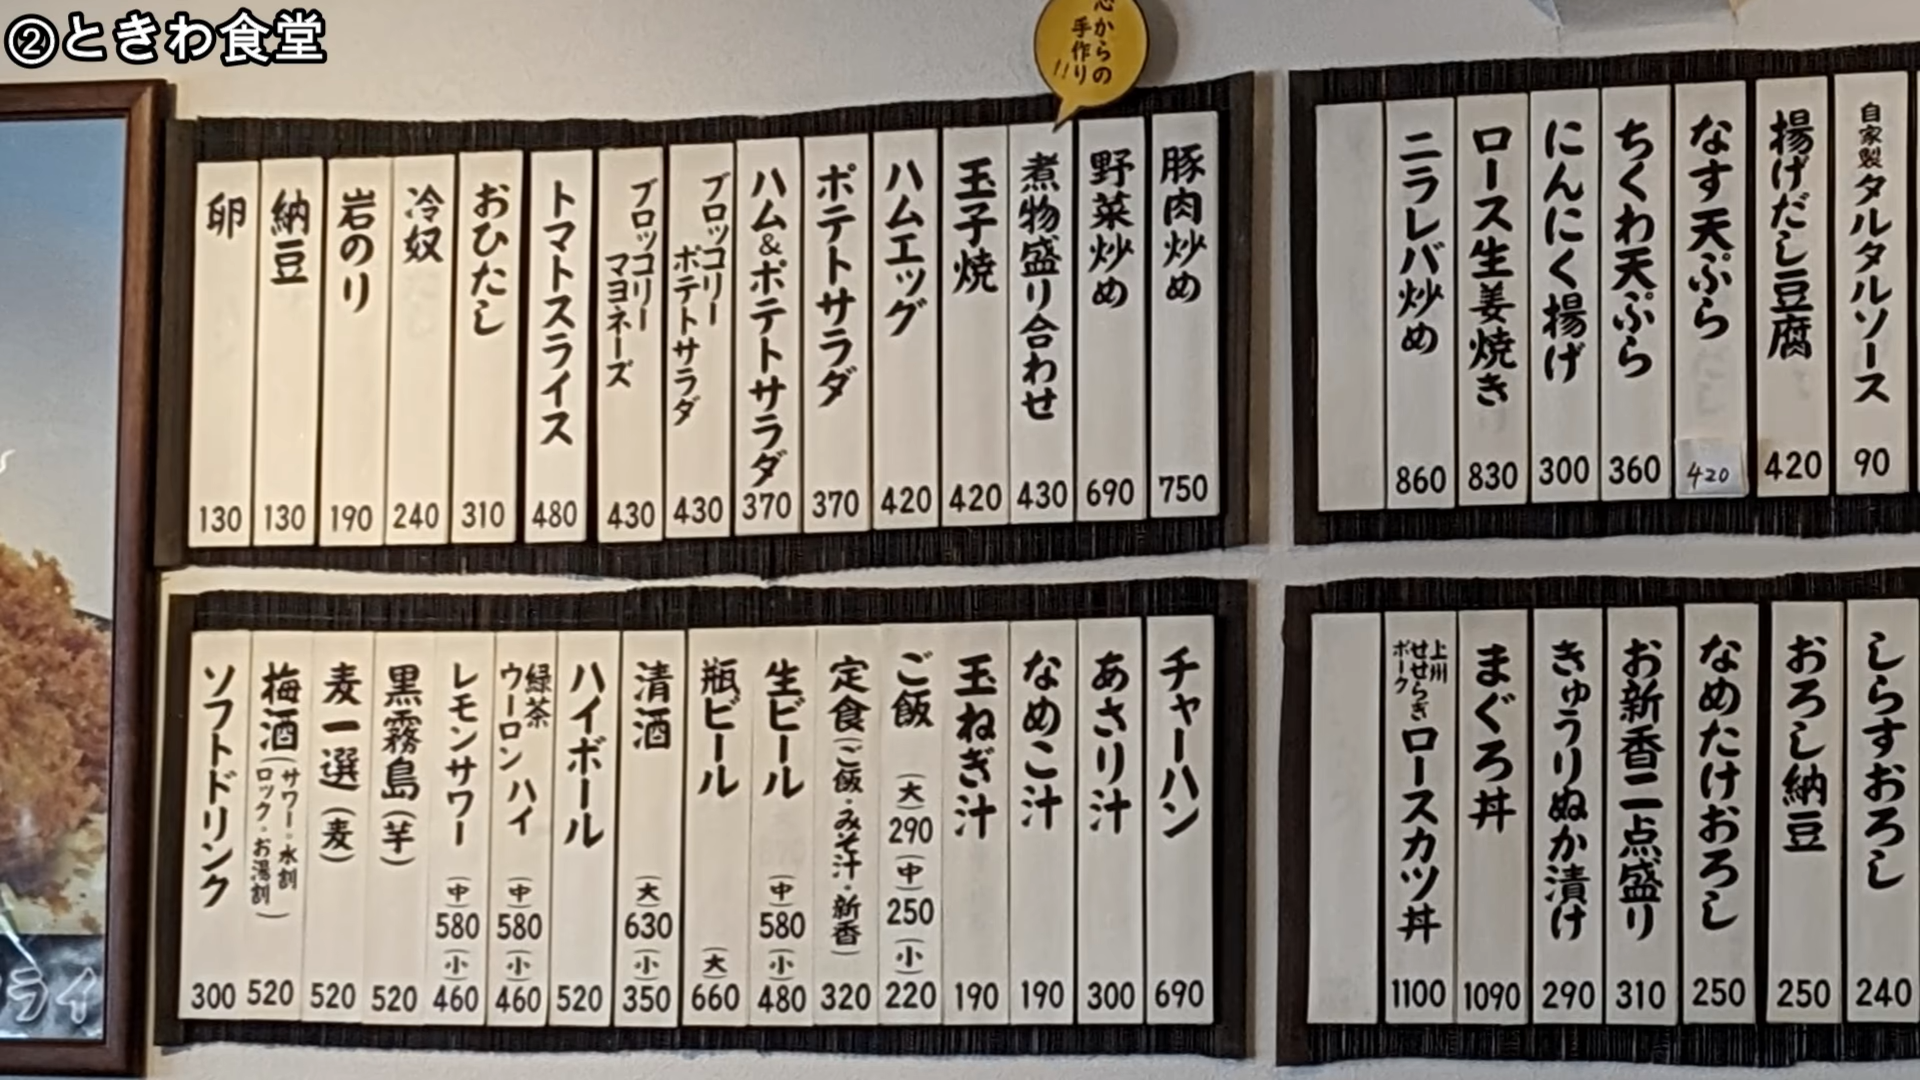 ②ときわ食堂
心からの
手作り!!
豚肉炒め 750
野菜炒め 690
煮物盛り合わせ 430
玉子焼 420
ハムエッグ 420
ポテトサラダ 370
ハム&ポテトサラダ 370
ブロッコリー
ポテトサラダ 430
ブロッコリー
マヨネーズ 430
トマトスライス 480
おひたし 310
冷奴 240
岩のり 190
納豆 130
卵 130
自家製タルタルソース 90
揚げだし豆腐 420
なす天ぷら 420
ちくわ天ぷら 360
にんにく揚げ 300
ロース生姜焼き 830
ニラレバ炒め 860
チャーハン 690
あさり汁 300
なめこ汁 190
玉ねぎ汁 190
ご飯 (大)290 (中)250 (小)220
定食(ご飯・みそ汁・新香) 320
生ビール (中)580 (小)480
瓶ビール (大)660
清酒 (大)630 (小)350
ハイボール 520
緑茶
ウーロンハイ (中)580 (小)460
レモンサワー (中)580 (小)460
黒霧島(芋) 520
麦一選(麦) 520
梅酒(サワー・水割
ロック・お湯割) 520
ソフトドリンク 300
しらすおろし 240
おろし納豆 250
なめたけおろし 250
お新香二点盛り 310
きゅうりぬか漬け 290
まぐろ丼 1090
上州
せせらぎ
ポーク
ロースカツ丼 1100
ライ